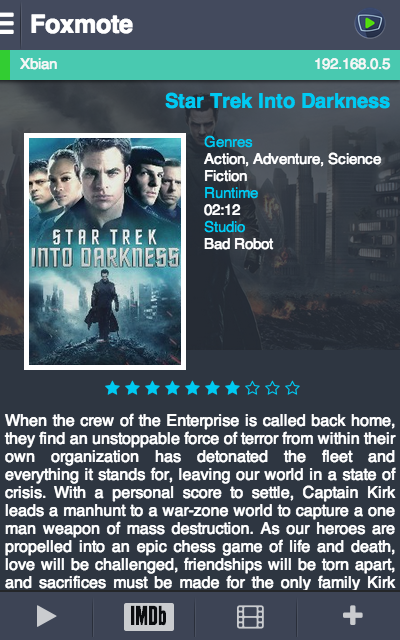 Foxmote
Xbian 192.168.0.5
Star Trek Into Darkness
Genres
Action, Adventure, Science
Fiction
Runtime
02:12
Studio
Bad Robot
STAR TREK
INTO DARKNESS
When the crew of the Enterprise is called back home,
they find an unstoppable force of terror from within their
own organization has detonated the fleet and
everything it stands for, leaving our world in a state of
crisis. With a personal score to settle, Captain Kirk
leads a manhunt to a war-zone world to capture a one
man weapon of mass destruction. As our heroes are
propelled into an epic chess game of life and death,
love will be challenged, friendships will be torn apart,
and sacrifices must be made for the only family Kirk
IMDb